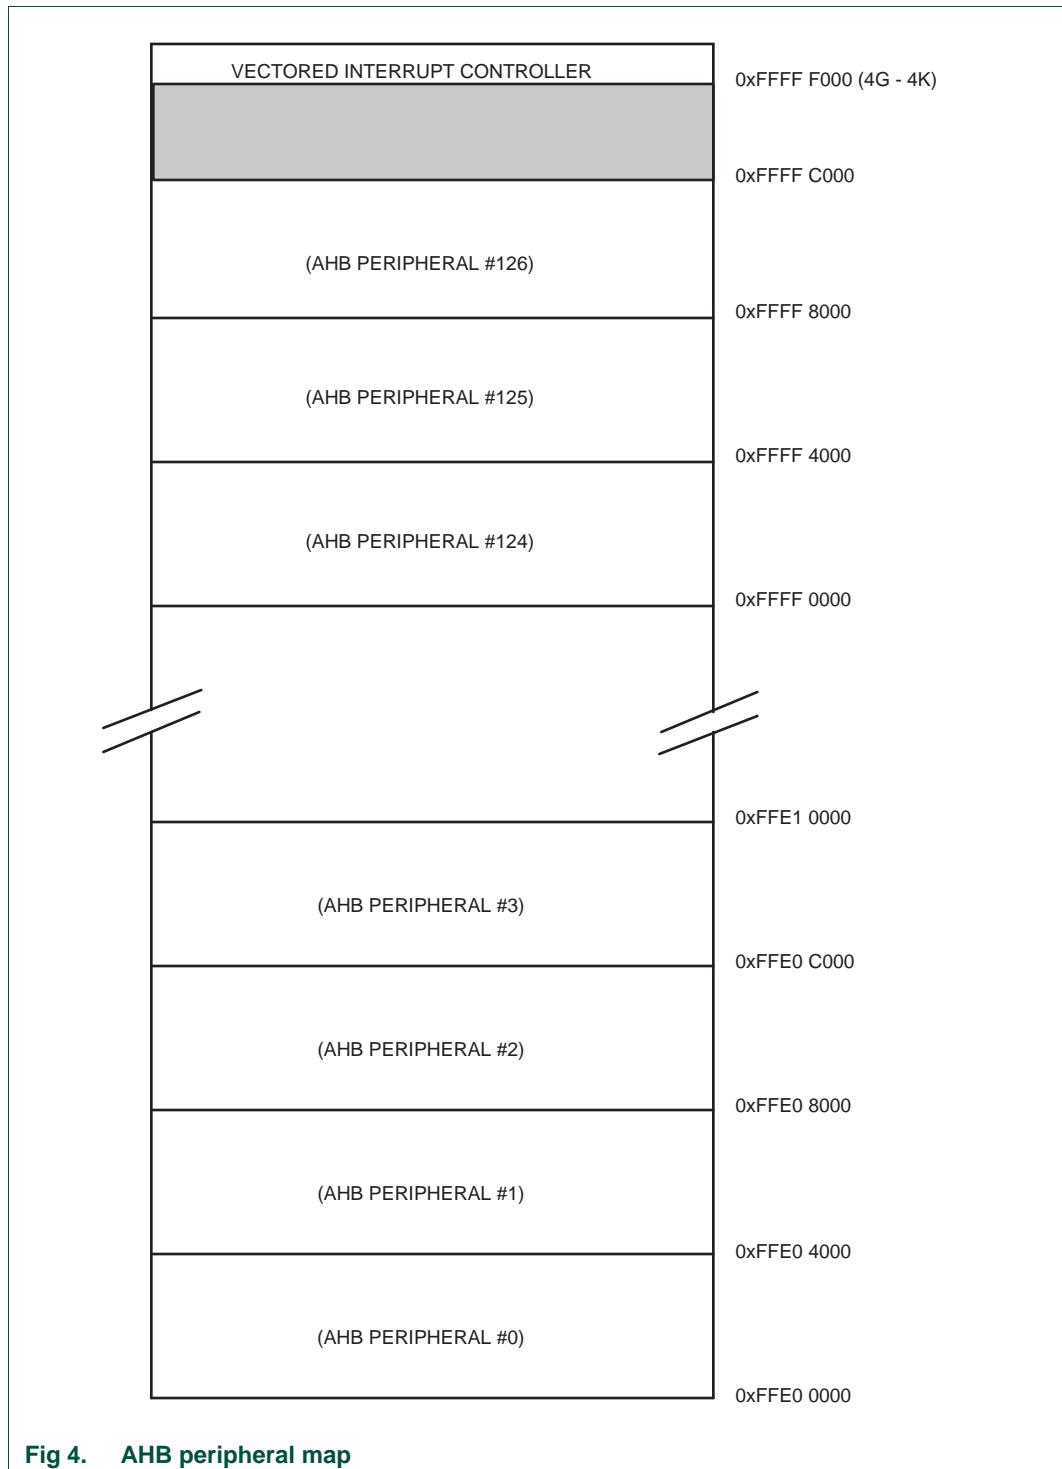 VECTORED INTERRUPT CONTROLLER
0xFFFF F000 (4G - 4K)
0xFFFF C000
(AHB PERIPHERAL #126)
0xFFFF 8000
(AHB PERIPHERAL #125)
0xFFFF 4000
(AHB PERIPHERAL #124)
0xFFFF 0000
0xFFE1 0000
(AHB PERIPHERAL #3)
0xFFE0 C000
(AHB PERIPHERAL #2)
0xFFE0 8000
(AHB PERIPHERAL #1)
0xFFE0 4000
(AHB PERIPHERAL #0)
0xFFE0 0000
Fig 4. AHB peripheral map